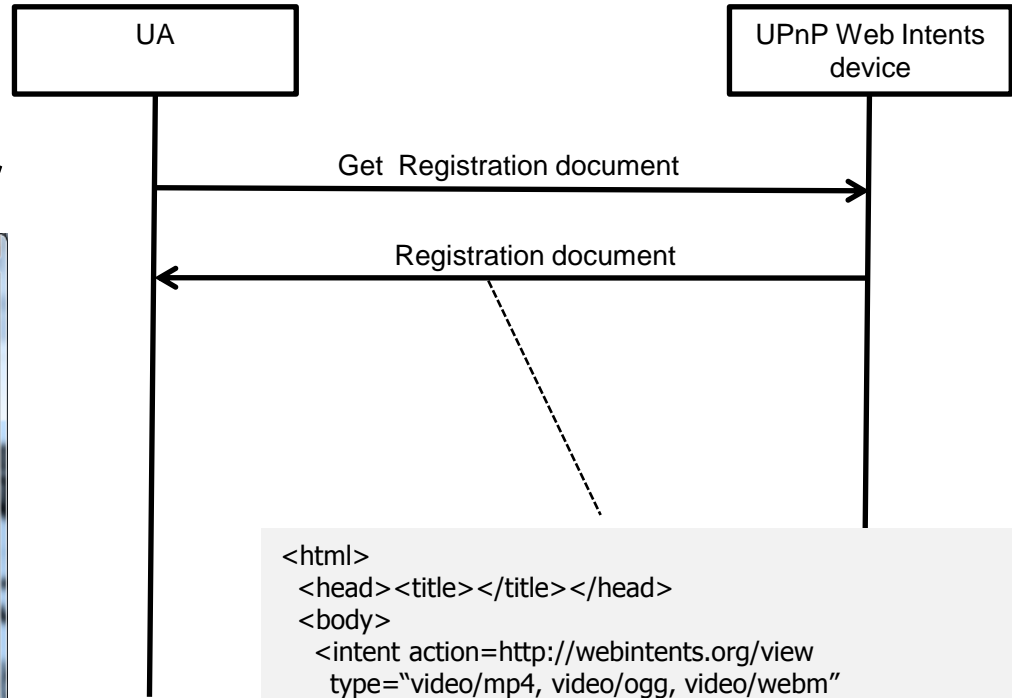 UA
UPnP Web Intents
device
Get Registration document
Registration document
<html>
<head><title></title></head>
<body>
<intent action=http://webintents.org/view
type=“video/mp4, video/ogg, video/webm”